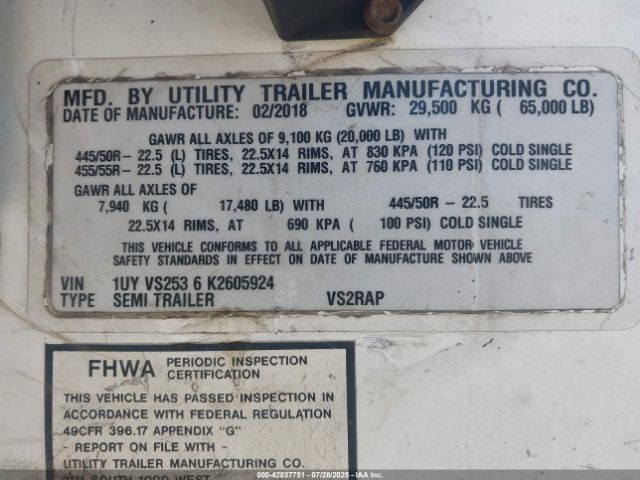 MFD. BY UTILITY TRAILER MANUFACTURING CO.
DATE OF MANUFACTURE: 02/2018 GVWR: 29,500 KG ( 65,000 LB)
GAWR ALL AXLES OF 9,100 KG (20,000 LB) WITH
445/50R- 22.5 (L) TIRES, 22.5X14 RIMS, AT 830 KPA (120 PSI) COLD SINGLE
455/55R- 22.5 (L) TIRES, 22.5X14 RIMS, AT 760 KPA (110 PSI) COLD SINGLE
GAWR ALL AXLES OF
7,940 KG ( 17,480 LB) WITH 445/50R - 22.5 TIRES
22.5X14 RIMS, AT 690 KPA ( 100 PSI) COLD SINGLE
THIS VEHICLE CONFORMS TO ALL APPLICABLE FEDERAL MOTOR VEHICLE
SAFETY STANDARDS IN EFFECT ON DATE OF MANUFACTURE SHOWN ABOVE
VIN 1UY VS253 6 K2605924
TYPE SEMI TRAILER VS2RAP
FHWA PERIODIC INSPECTION
CERTIFICATION
THIS VEHICLE HAS PASSED INSPECTION IN
ACCORDANCE WITH FEDERAL REGULATION
49CFR 396.17 APPENDIX "G"
- REPORT ON FILE WITH -
UTILITY TRAILER MANUFACTURING CO.
SOUTH 1000 WEST
000-42837751 - 07/28/2025 - IAAI.COM